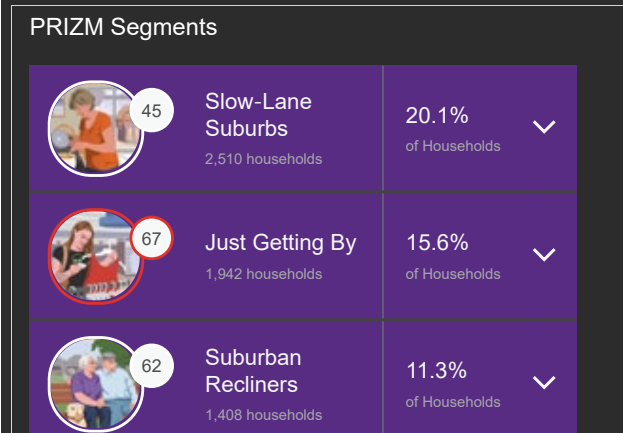 PRIZM Segments
45
Slow-Lane
Suburbs
2,510 households
20.1%
of Households
67
Just Getting By
1,942 households
15.6%
of Households
62
Suburban
Recliners
1,408 households
11.3%
of Households